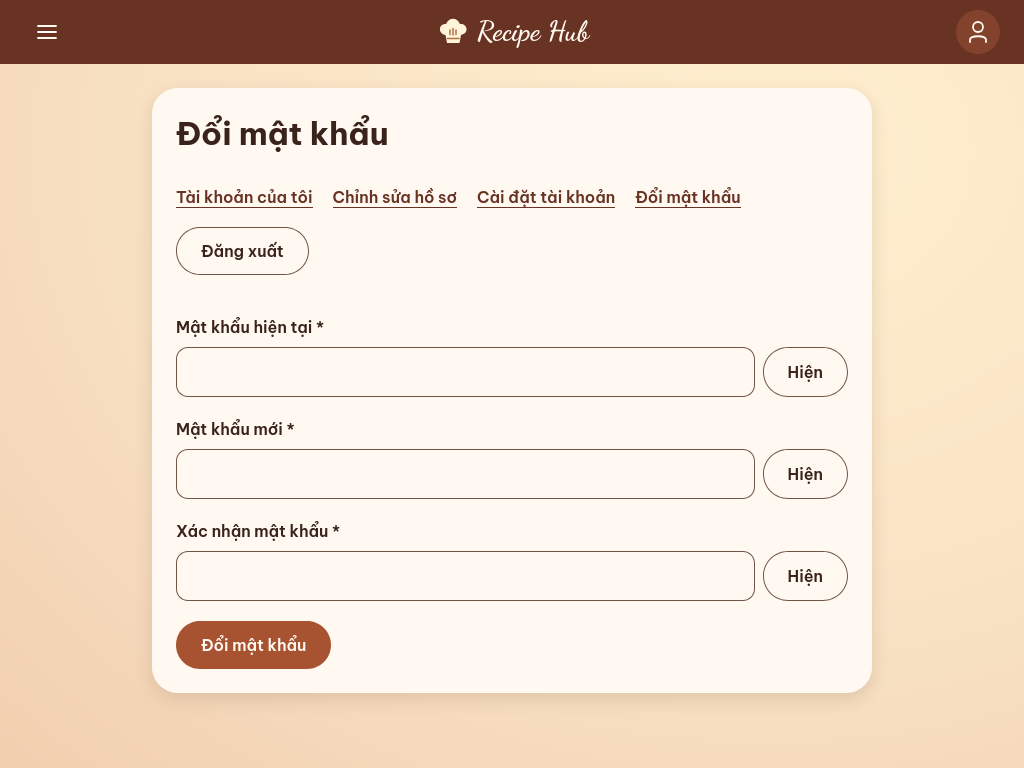 Recipe Hub
Đổi mật khẩu
Tài khoản của tôi Chỉnh sửa hồ sơ Cài đặt tài khoản Đổi mật khẩu
Đăng xuất
Mật khẩu hiện tại *
Hiện
Mật khẩu mới *
Hiện
Xác nhận mật khẩu *
Hiện
Đổi mật khẩu